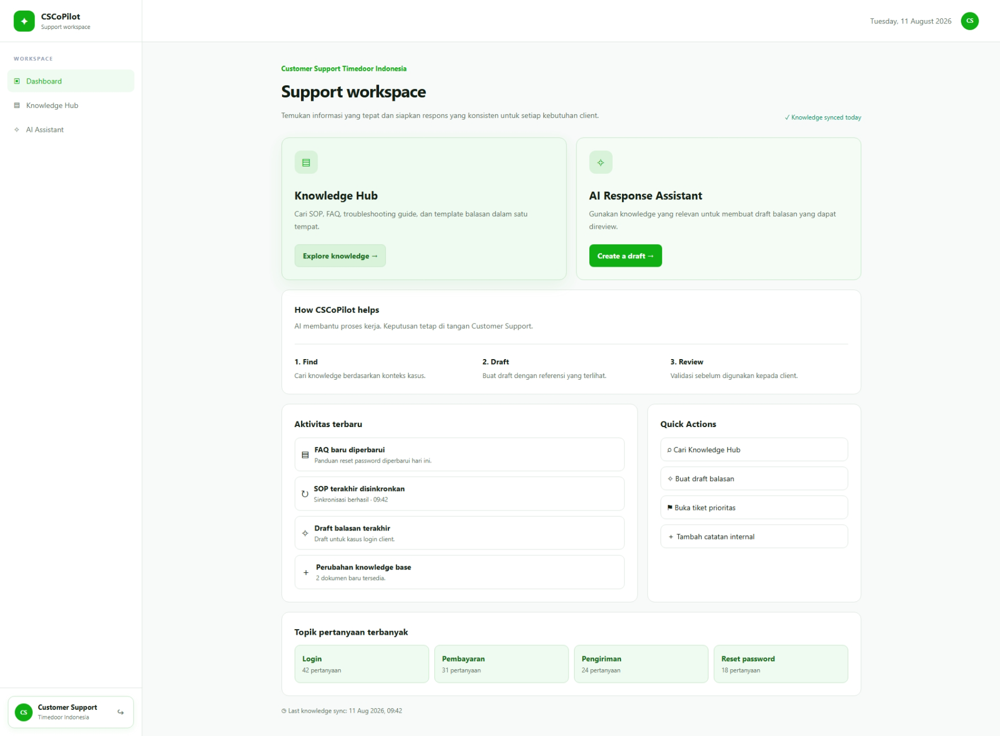 CSCoPilot
Support workspace
Tuesday, 11 August 2026
CS
WORKSPACE
Dashboard
Knowledge Hub
AI Assistant
Customer Support Timedoor Indonesia
Support workspace
Temukan informasi yang tepat dan siapkan respons yang konsisten untuk setiap kebutuhan client.
✓ Knowledge synced today
Knowledge Hub
Cari SOP, FAQ, troubleshooting guide, dan template balasan dalam satu
tempat.
Explore knowledge →
AI Response Assistant
Gunakan knowledge yang relevan untuk membuat draft balasan yang dapat
direview.
Create a draft →
How CSCoPilot helps
AI membantu proses kerja. Keputusan tetap di tangan Customer Support.
1. Find
Cari knowledge berdasarkan konteks kasus.
2. Draft
Buat draft dengan referensi yang terlihat.
3. Review
Validasi sebelum digunakan kepada client.
Aktivitas terbaru
FAQ baru diperbarui
Panduan reset password diperbarui hari ini.
SOP terakhir disinkronkan
Sinkronisasi berhasil · 09:42
Draft balasan terakhir
Draft untuk kasus login client.
Perubahan knowledge base
2 dokumen baru tersedia.
Quick Actions
Cari Knowledge Hub
Buat draft balasan
Buka tiket prioritas
+ Tambah catatan internal
Topik pertanyaan terbanyak
Login
42 pertanyaan
Pembayaran
31 pertanyaan
Pengiriman
24 pertanyaan
Reset password
18 pertanyaan
Last knowledge sync: 11 Aug 2026, 09:42
CS
Customer Support
Timedoor Indonesia